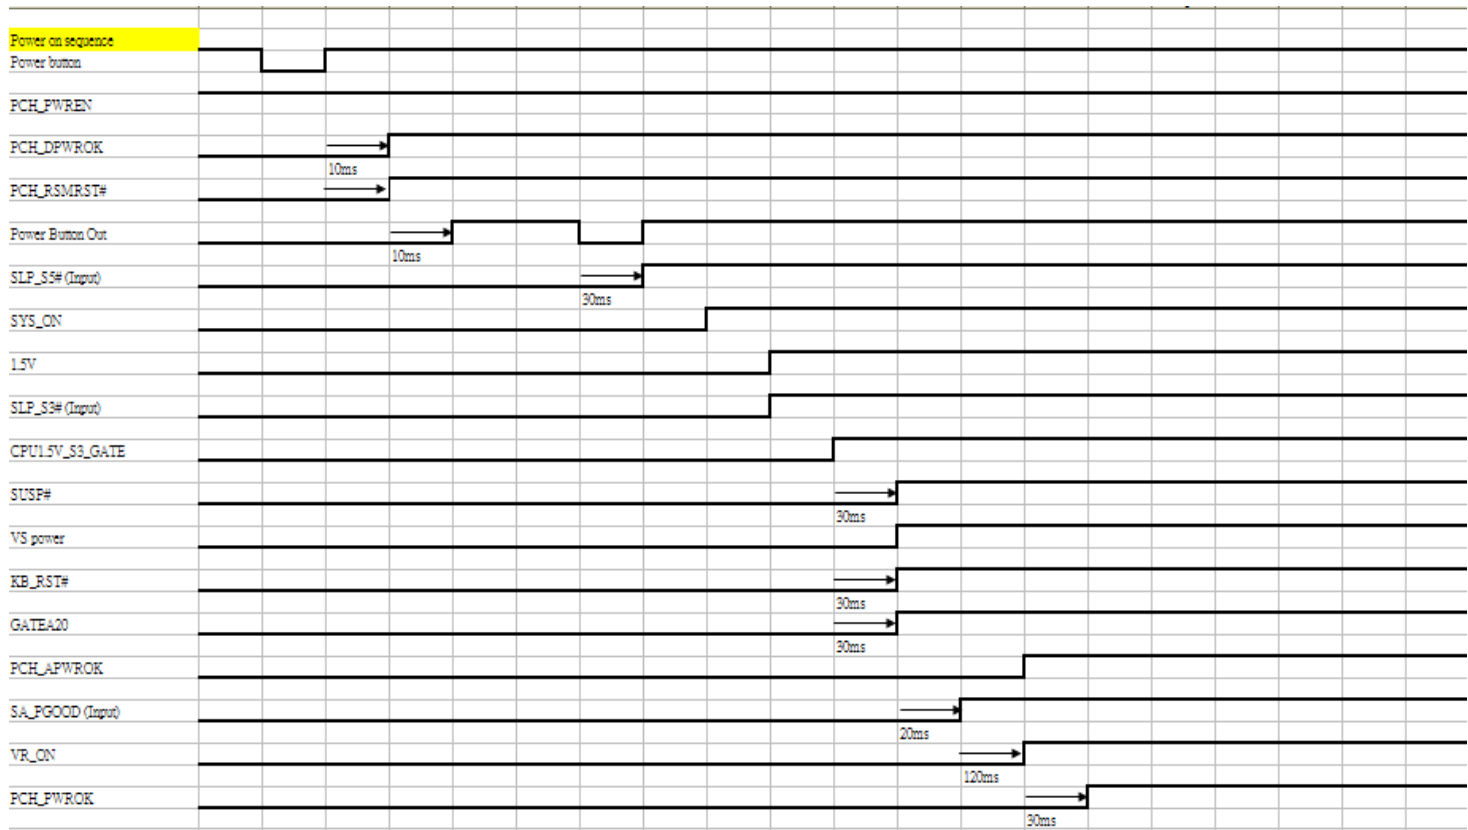 Power on sequence
Power button
PCH_PWREN
PCH_DPWROK
10ms
PCH_RSMRST#
Power Button Out
10ms
SLP_S5# (Input)
30ms
SYS_ON
1.5V
SLP_S3# (Input)
CPU1.5V_S3_GATE
SUSP#
30ms
VS power
KB_RST#
30ms
GATEA20
30ms
PCH_APWROK
SA_PGOOD (Input)
20ms
VR_ON
120ms
PCH_PWROK
30ms